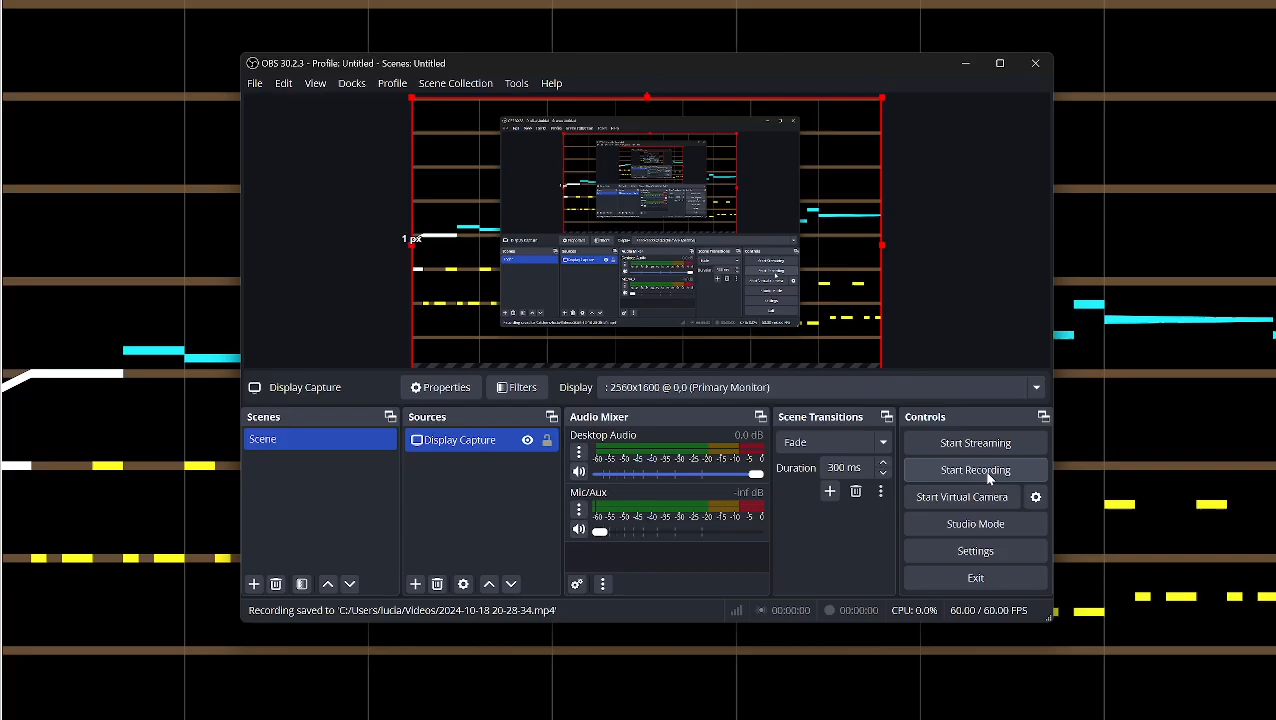 OBS 30.2.3 - Profile: Untitled - Scenes: Untitled
File Edit View Docks Profile Scene Collection Tools Help
1 px
Display Capture Properties Filters Display : 2560x1600 @ 0,0 (Primary Monitor)
Scenes
Scene
Sources
Display Capture
Audio Mixer
Desktop Audio 0.0 dB
-60 -55 -50 -45 -40 -35 -30 -25 -20 -15 -10 -5 0
Mic/Aux -inf dB
-60 -55 -50 -45 -40 -35 -30 -25 -20 -15 -10 -5 0
Scene Transitions
Fade
Duration 300 ms
Controls
Start Streaming
Start Recording
Start Virtual Camera
Studio Mode
Settings
Exit
Recording saved to 'C:/Users/lucia/Videos/2024-10-18 20-28-34.mp4' 00:00:00 00:00:00 CPU: 0.0% 60.00 / 60.00 FPS